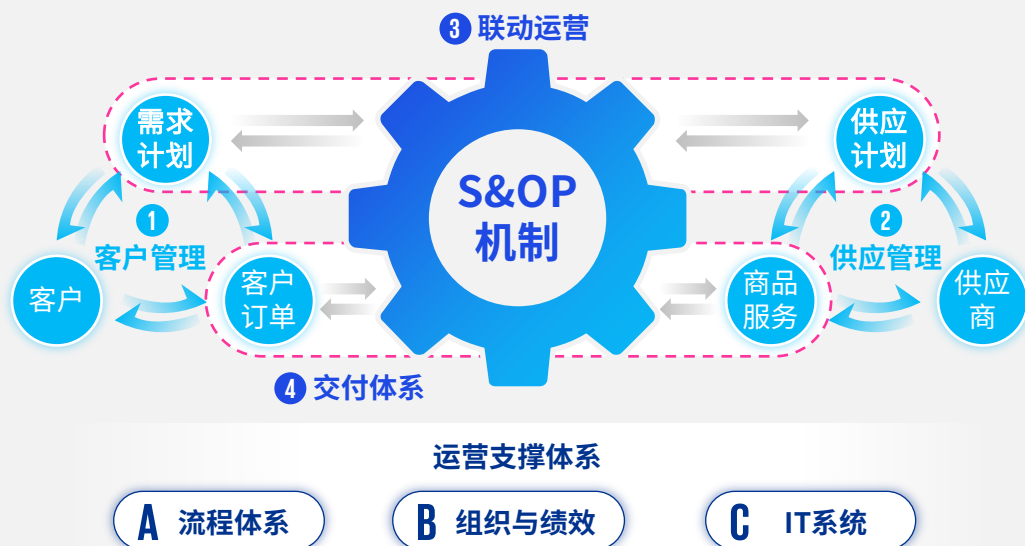 3 联动运营
需求
计划
供应
计划
S&OP
机制
1
客户管理
2
供应管理
客户
客户
订单
商品
服务
供应
商
4 交付体系
运营支撑体系
A 流程体系
B 组织与绩效
C IT系统